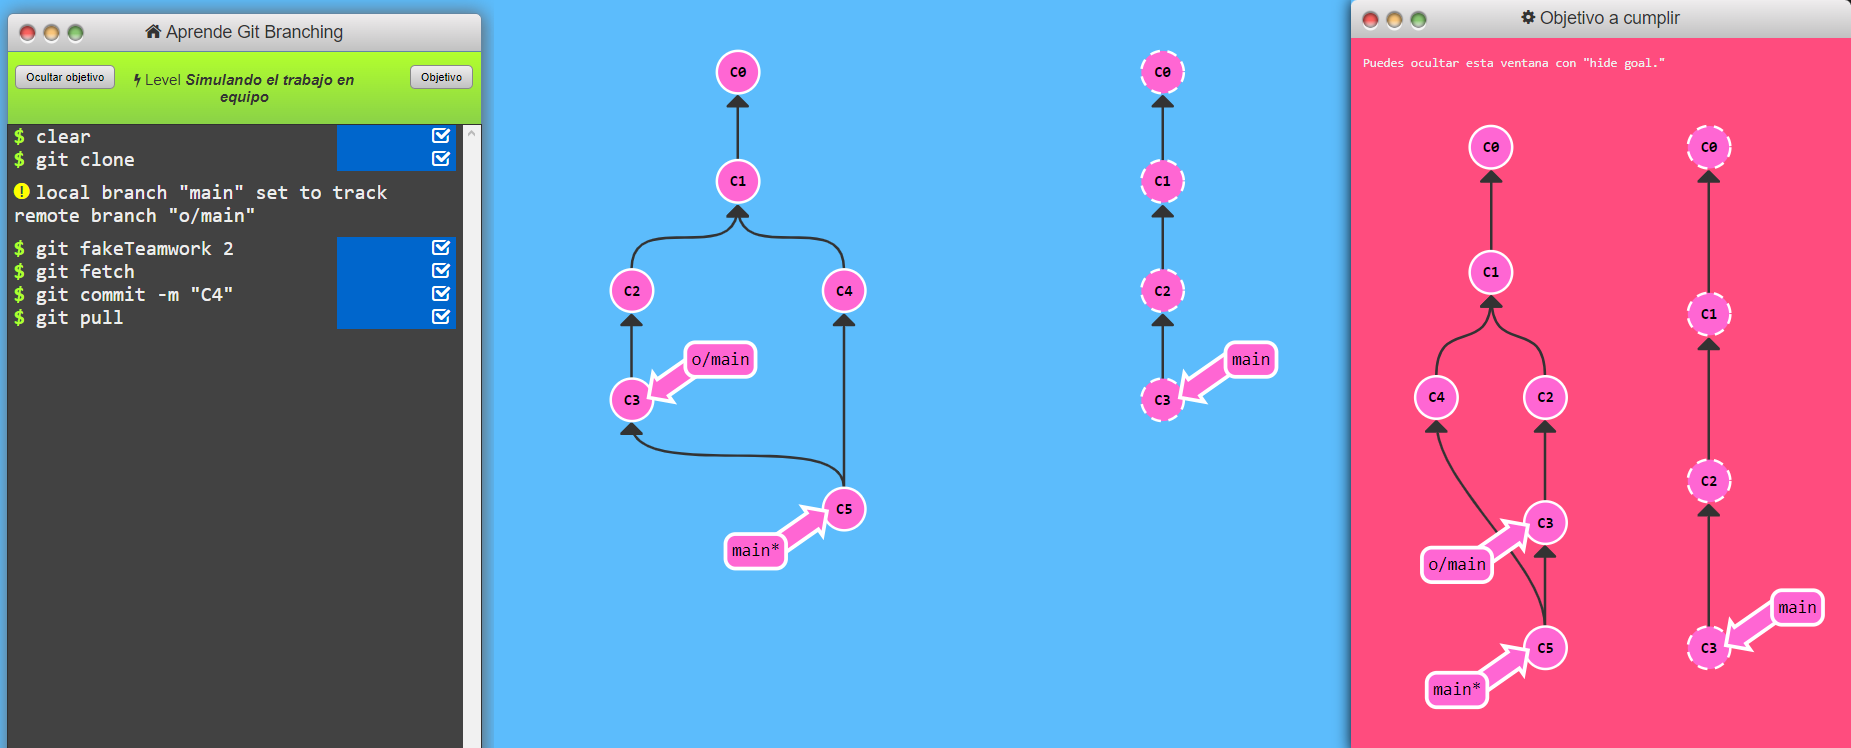 Aprende Git Branching
Ocultar objetivo
Level Simulando el trabajo en
equipo
Objetivo
$ clear
$ git clone
local branch "main" set to track
remote branch "o/main"
$ git fakeTeamwork 2
$ git fetch
$ git commit -m "C4"
$ git pull
C0
C1
C2
C4
o/main
C3
C5
main*
C0
C1
C2
main
C3
Objetivo a cumplir
Puedes ocultar esta ventana con "hide goal."
C0
C1
C4
C2
C3
o/main
C5
main*
C0
C1
C2
main
C3